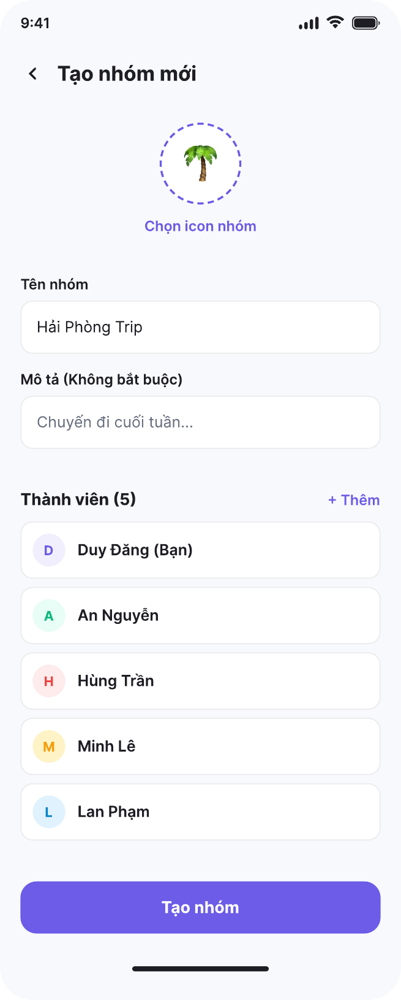 9:41
Tạo nhóm mới
Chọn icon nhóm
Tên nhóm
Hải Phòng Trip
Mô tả (Không bắt buộc)
Chuyến đi cuối tuần...
Thành viên (5)
+ Thêm
D
Duy Đăng (Bạn)
A
An Nguyễn
H
Hùng Trần
M
Minh Lê
L
Lan Phạm
Tạo nhóm